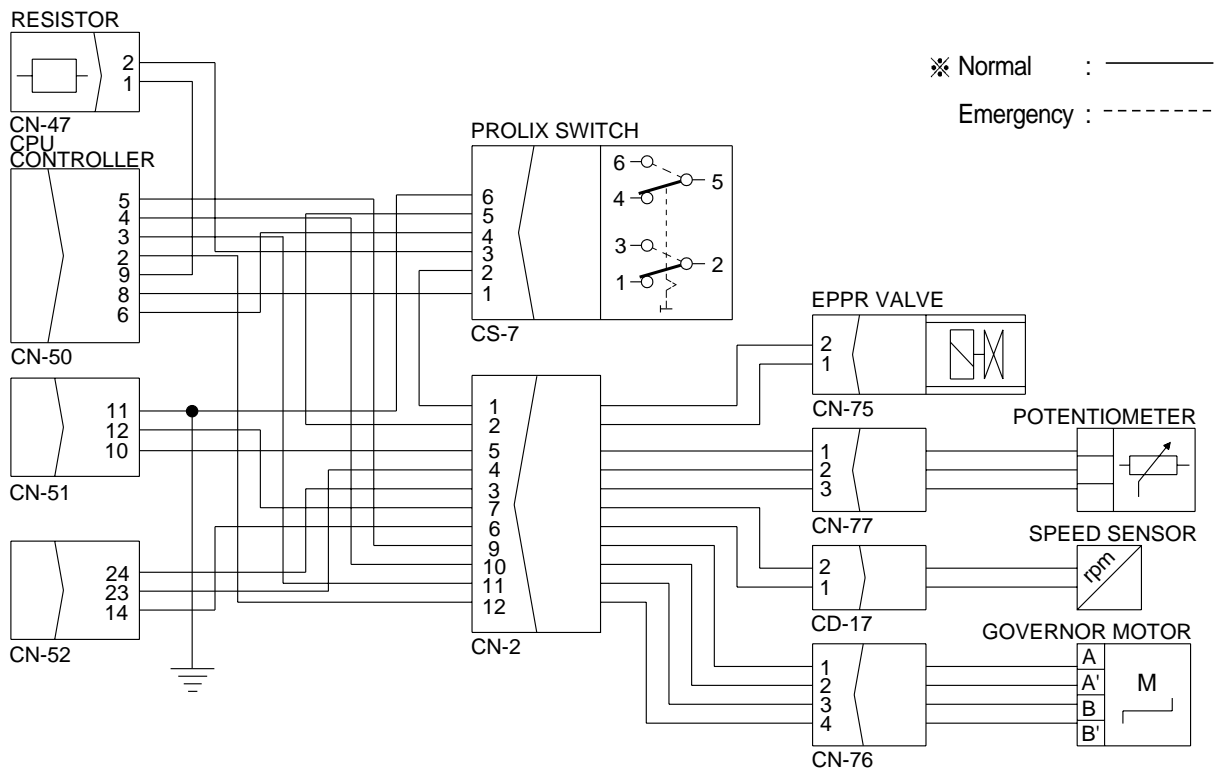 RESISTOR
2
1
CN-47
CPU
CONTROLLER
5
4
3
2
9
8
6
CN-50
11
12
10
CN-51
24
23
14
CN-52
PROLIX SWITCH
6
5
4
3
2
1
6
5
4
3
2
1
CS-7
1
2
5
4
3
7
6
9
10
11
12
CN-2
※ Normal :
Emergency :
EPPR VALVE
2
1
CN-75
POTENTIOMETER
1
2
3
CN-77
SPEED SENSOR
2
1
rpm
CD-17
GOVERNOR MOTOR
1
2
3
4
A
A'
B
B'
M
CN-76